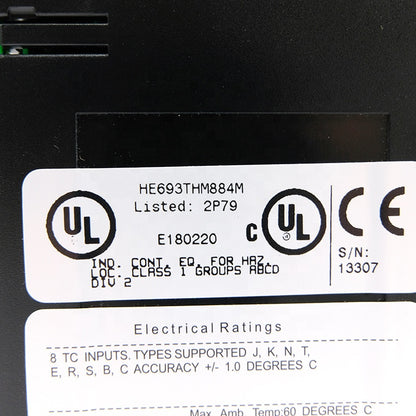 HE693THM884M
Listed: 2P79
UL
E180220
C UL
CE
IND. CONT. EQ. FOR HAZ.
LOC. CLASS 1 GROUPS ABCD
DIV 2
S/N:
13307
Electrical Ratings
8 TC INPUTS. TYPES SUPPORTED J, K, N, T,
E, R, S, B, C ACCURACY +/- 1.0 DEGREES C
Max. Amb. Temp:60 DEGREES C